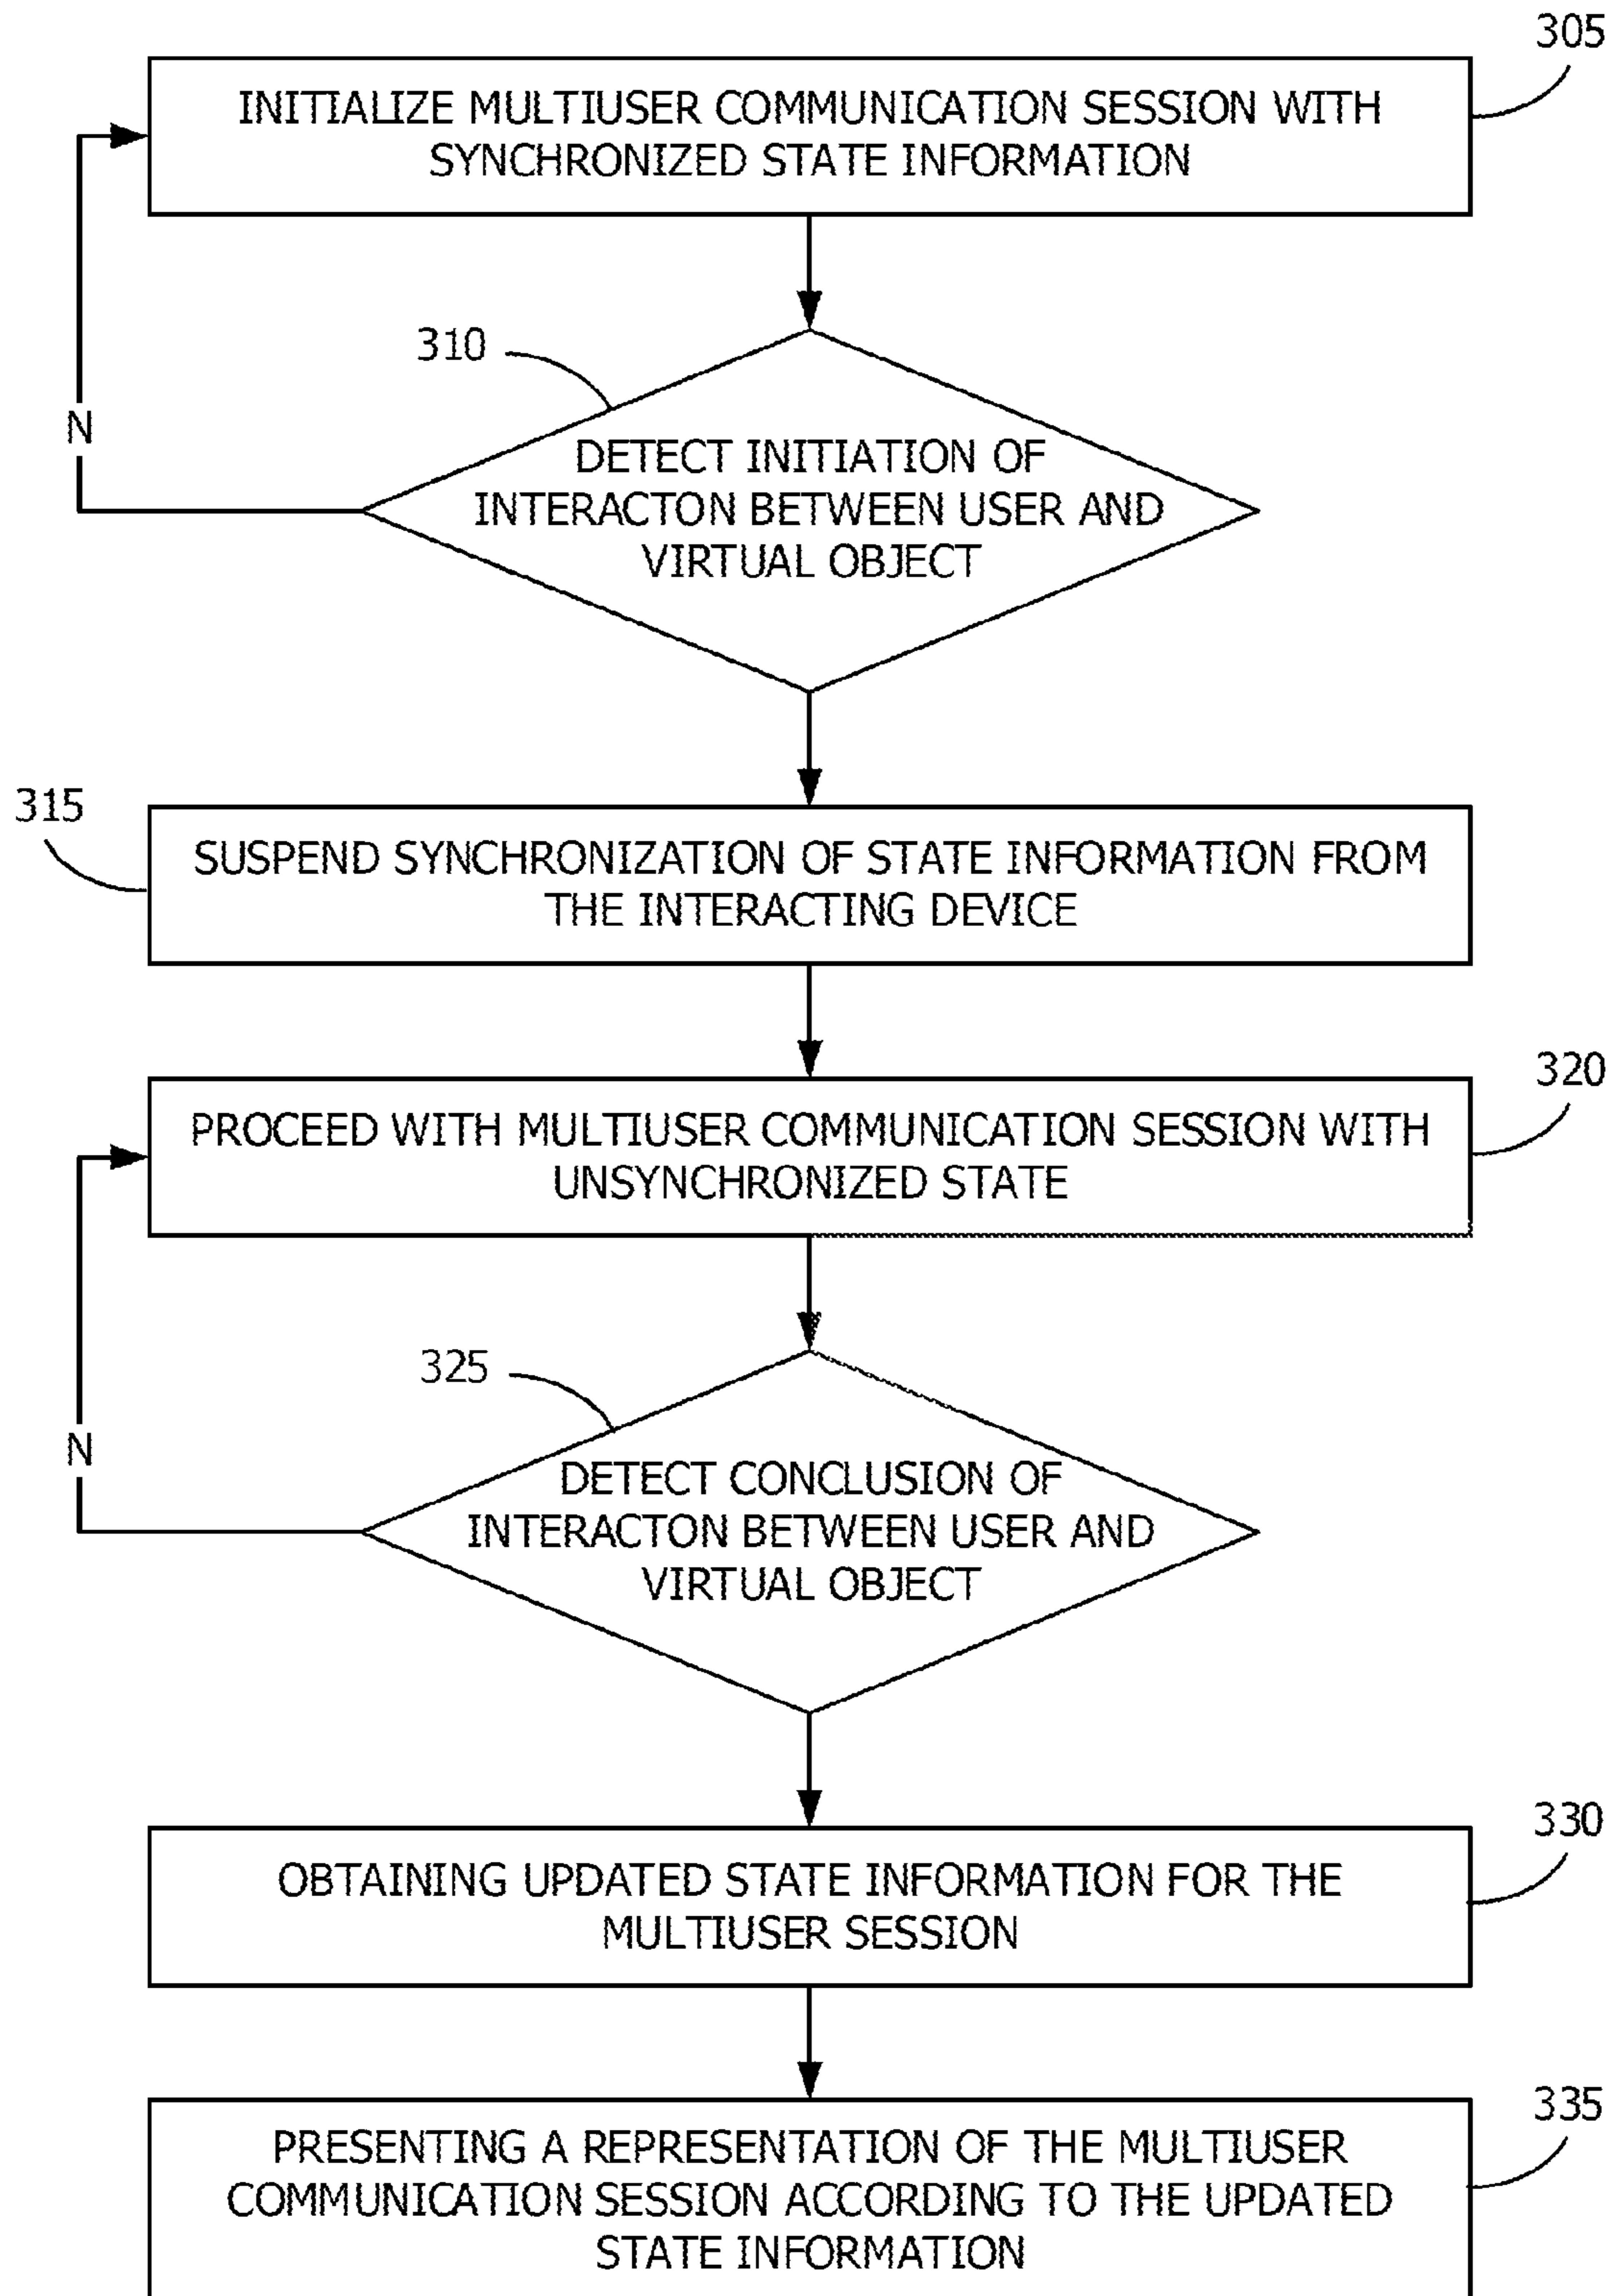 305
INITIALIZE MULTIUSER COMMUNICATION SESSION WITH
SYNCHRONIZED STATE INFORMATION
310
N
DETECT INITIATION OF
INTERACTON BETWEEN USER AND
VIRTUAL OBJECT
315
SUSPEND SYNCHRONIZATION OF STATE INFORMATION FROM
THE INTERACTING DEVICE
320
PROCEED WITH MULTIUSER COMMUNICATION SESSION WITH
UNSYNCHRONIZED STATE
325
N
DETECT CONCLUSION OF
INTERACTON BETWEEN USER AND
VIRTUAL OBJECT
330
OBTAINING UPDATED STATE INFORMATION FOR THE
MULTIUSER SESSION
335
PRESENTING A REPRESENTATION OF THE MULTIUSER
COMMUNICATION SESSION ACCORDING TO THE UPDATED
STATE INFORMATION